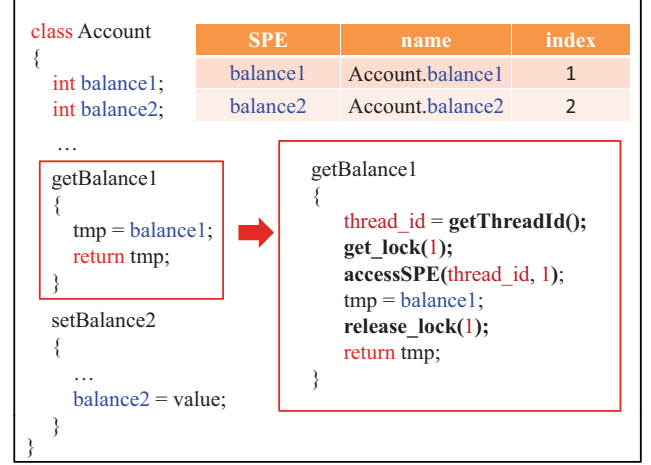 class Account
{
int balance1;
int balance2;
…
getBalance1
{
tmp = balance1;
return tmp;
}
setBalance2
{
…
balance2 = value;
}
}
SPE name index
balance1 Account.balance1 1
balance2 Account.balance2 2
getBalance1
{
thread_id = getThreadId();
get_lock(1);
accessSPE(thread_id, 1);
tmp = balance1;
release_lock(1);
return tmp;
}